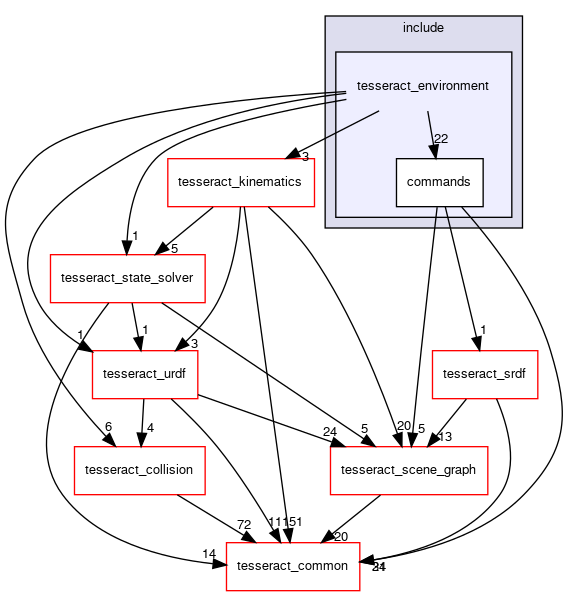 include
tesseract_environment
22
3
tesseract_kinematics
commands
1
5
tesseract_state_solver
1
1
3
1
tesseract_urdf
tesseract_srdf
6
4
24
5
20
5
13
tesseract_collision
tesseract_scene_graph
72
20
14
tesseract_common